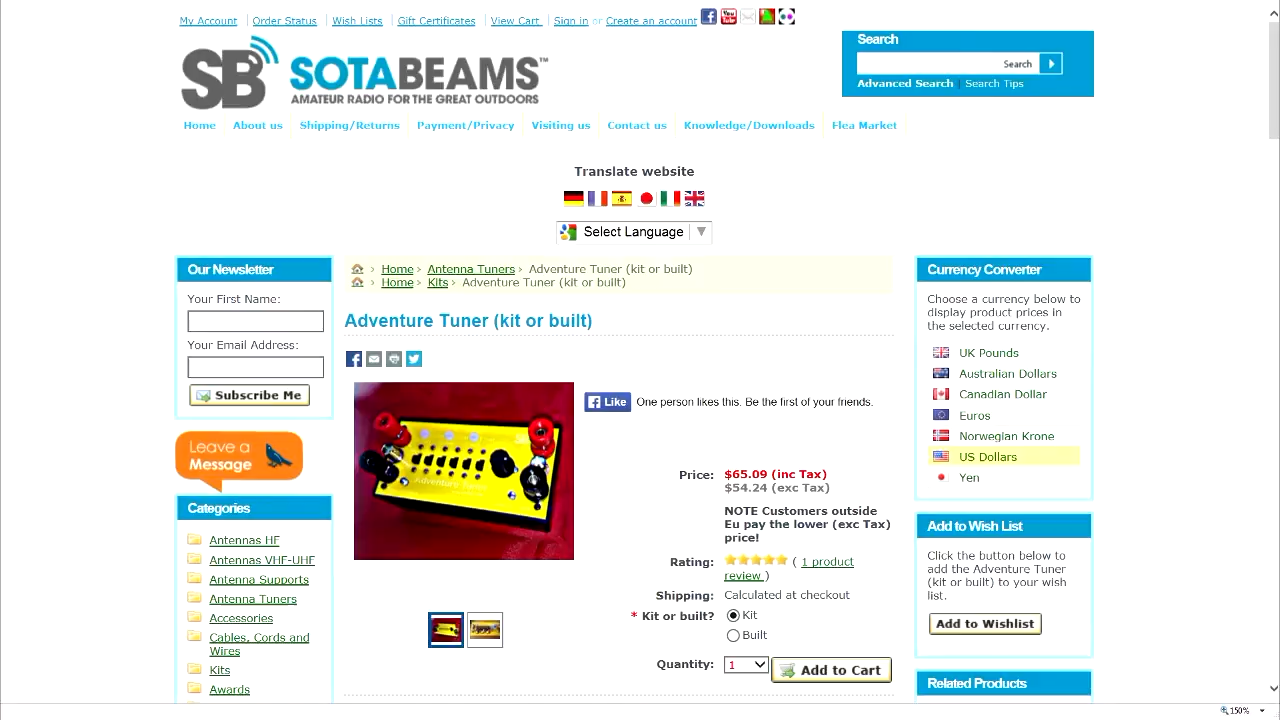 My Account Order Status Wish Lists Gift Certificates View Cart Sign in or Create an account
SB SOTABEAMS™
AMATEUR RADIO FOR THE GREAT OUTDOORS
Search
Search
Advanced Search Search Tips
Home About us Shipping/Returns Payment/Privacy Visiting us Contact us Knowledge/Downloads Flea Market
Translate website
Select Language ▼
Our Newsletter
Your First Name:
Your Email Address:
Subscribe Me
Leave a
Message
Categories
Antennas HF
Antennas VHF-UHF
Antenna Supports
Antenna Tuners
Accessories
Cables, Cords and
Wires
Kits
Awards
› Home › Antenna Tuners › Adventure Tuner (kit or built)
› Home › Kits › Adventure Tuner (kit or built)
Adventure Tuner (kit or built)
Adventure Tuner
Like One person likes this. Be the first of your friends.
Price: $65.09 (inc Tax)
$54.24 (exc Tax)
NOTE Customers outside
Eu pay the lower (exc Tax)
price!
Rating: ( 1 product
review )
Shipping: Calculated at checkout
* Kit or built? Kit
Built
Quantity: 1 Add to Cart
Currency Converter
Choose a currency below to
display product prices in
the selected currency.
UK Pounds
Australian Dollars
Canadian Dollar
Euros
Norwegian Krone
US Dollars
Yen
Add to Wish List
Click the button below to
add the Adventure Tuner
(kit or built) to your wish
list.
Add to Wishlist
Related Products
150%